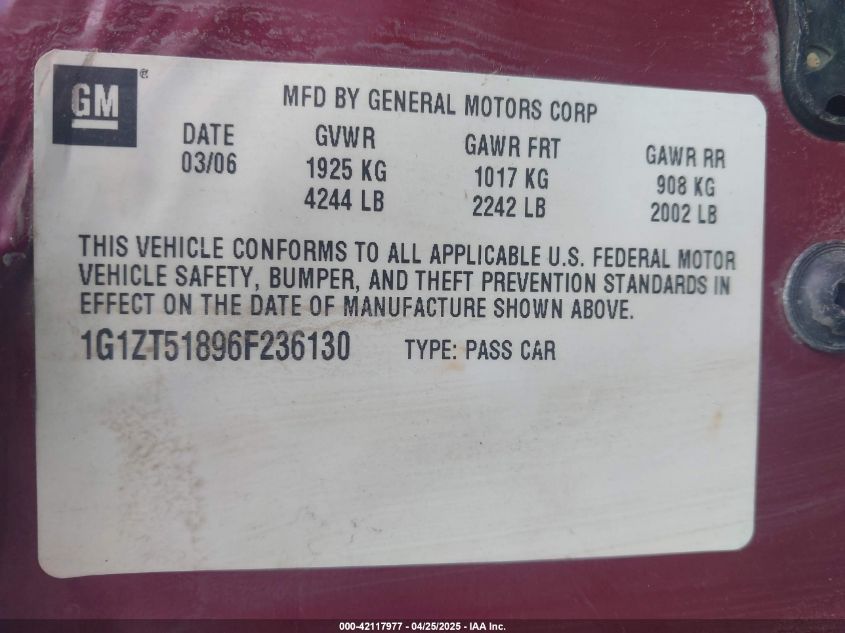 GM
MFD BY GENERAL MOTORS CORP
DATE GVWR GAWR FRT GAWR RR
03/06 1925 KG 1017 KG 908 KG
4244 LB 2242 LB 2002 LB
THIS VEHICLE CONFORMS TO ALL APPLICABLE U.S. FEDERAL MOTOR
VEHICLE SAFETY, BUMPER, AND THEFT PREVENTION STANDARDS IN
EFFECT ON THE DATE OF MANUFACTURE SHOWN ABOVE.
1G1ZT51896F236130 TYPE: PASS CAR
000-42117977 - 04/25/2025 - IAA Inc.